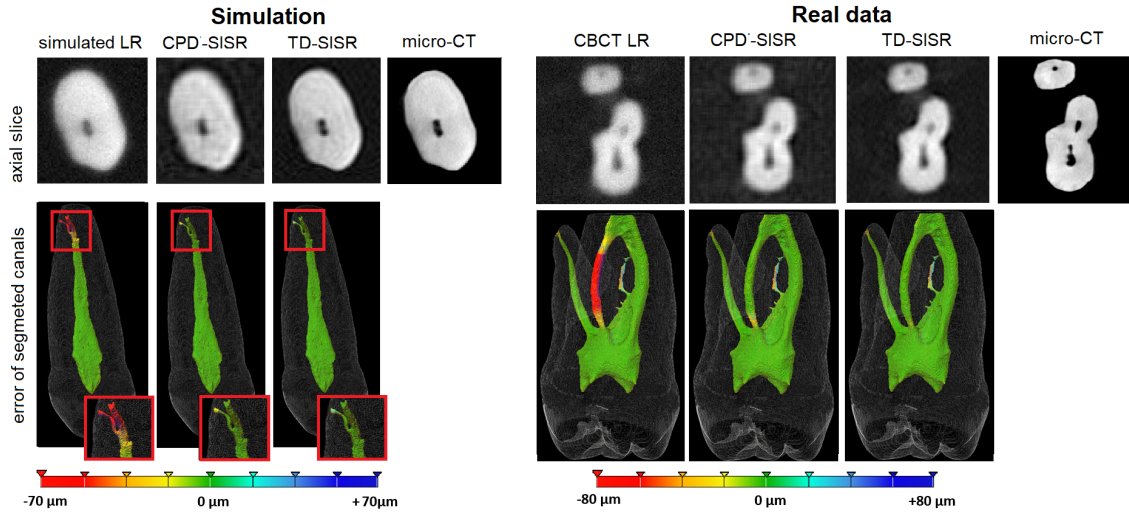 Simulation
Real data
simulated LR
CPD-SISR
TD-SISR
micro-CT
CBCT LR
CPD-SISR
TD-SISR
micro-CT
axial slice
error of segmeted canals
-70 µm
0 µm
+70µm
-80 µm
0 µm
+80 µm